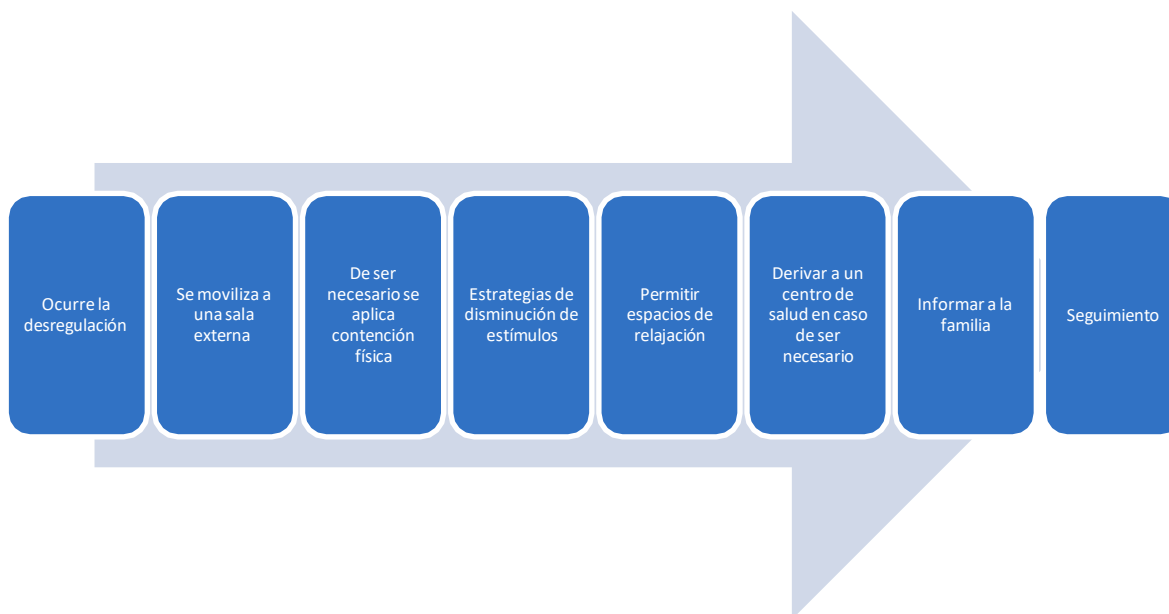 Ocurre la
desregulación
Se moviliza a
una sala
externa
De ser
necesario se
aplica
contención
física
Estrategias de
disminución de
estímulos
Permitir
espacios de
relajación
Derivar a un
centro de
salud en caso
de ser
necesario
Informar a la
familia
Seguimiento